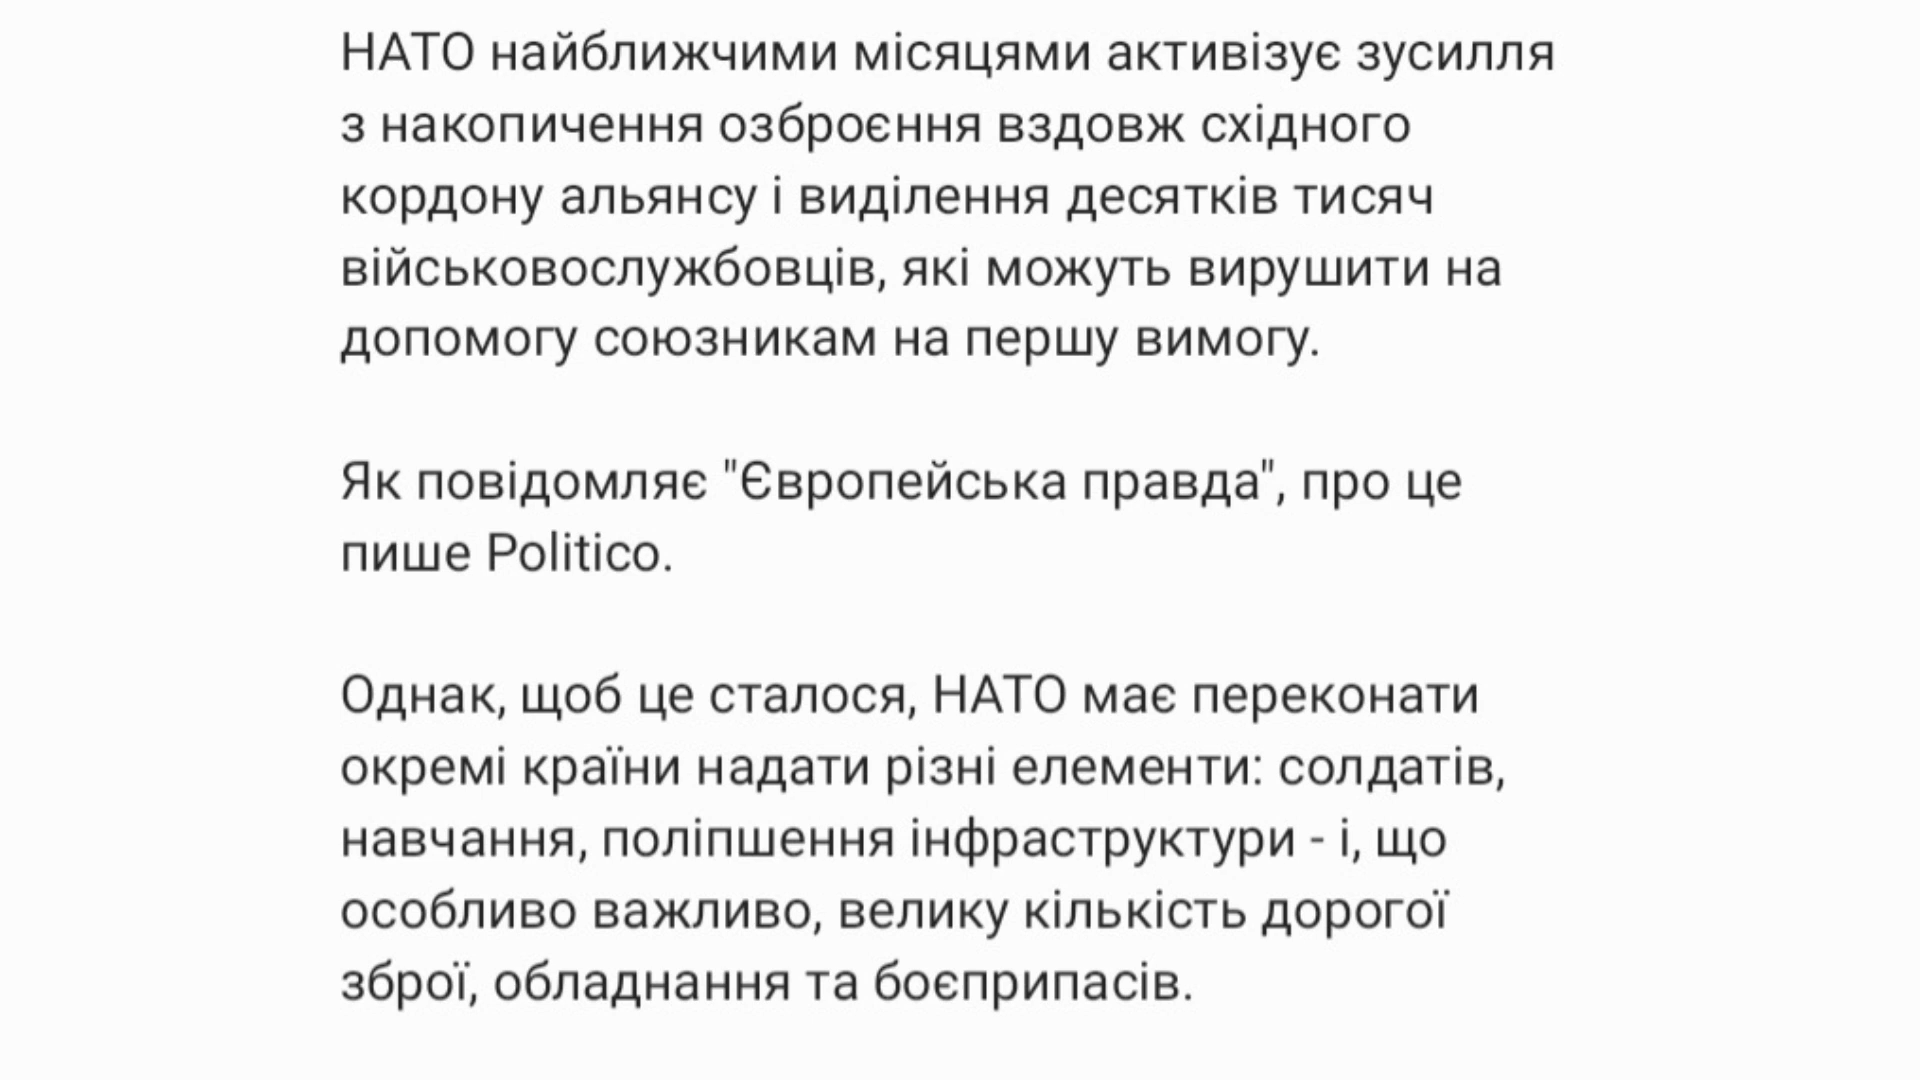 НАТО найближчими місяцями активізує зусилля
з накопичення озброєння вздовж східного
кордону альянсу і виділення десятків тисяч
військовослужбовців, які можуть вирушити на
допомогу союзникам на першу вимогу.
Як повідомляє "Європейська правда", про це
пише Politico.
Однак, щоб це сталося, НАТО має переконати
окремі країни надати різні елементи: солдатів,
навчання, поліпшення інфраструктури - і, що
особливо важливо, велику кількість дорогої
зброї, обладнання та боєприпасів.